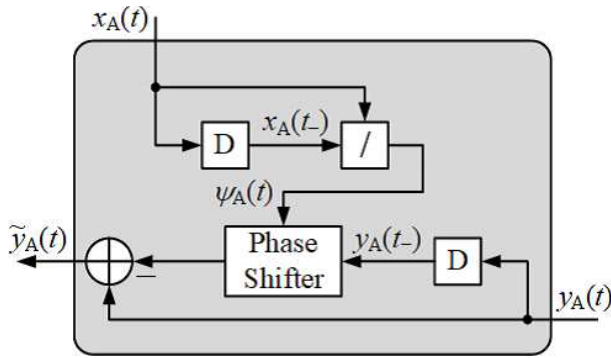 x_A(t)
D
x_A(t_–)
/
ψ_A(t)
ỹ_A(t)
Phase
Shifter
y_A(t_–)
D
–
y_A(t)